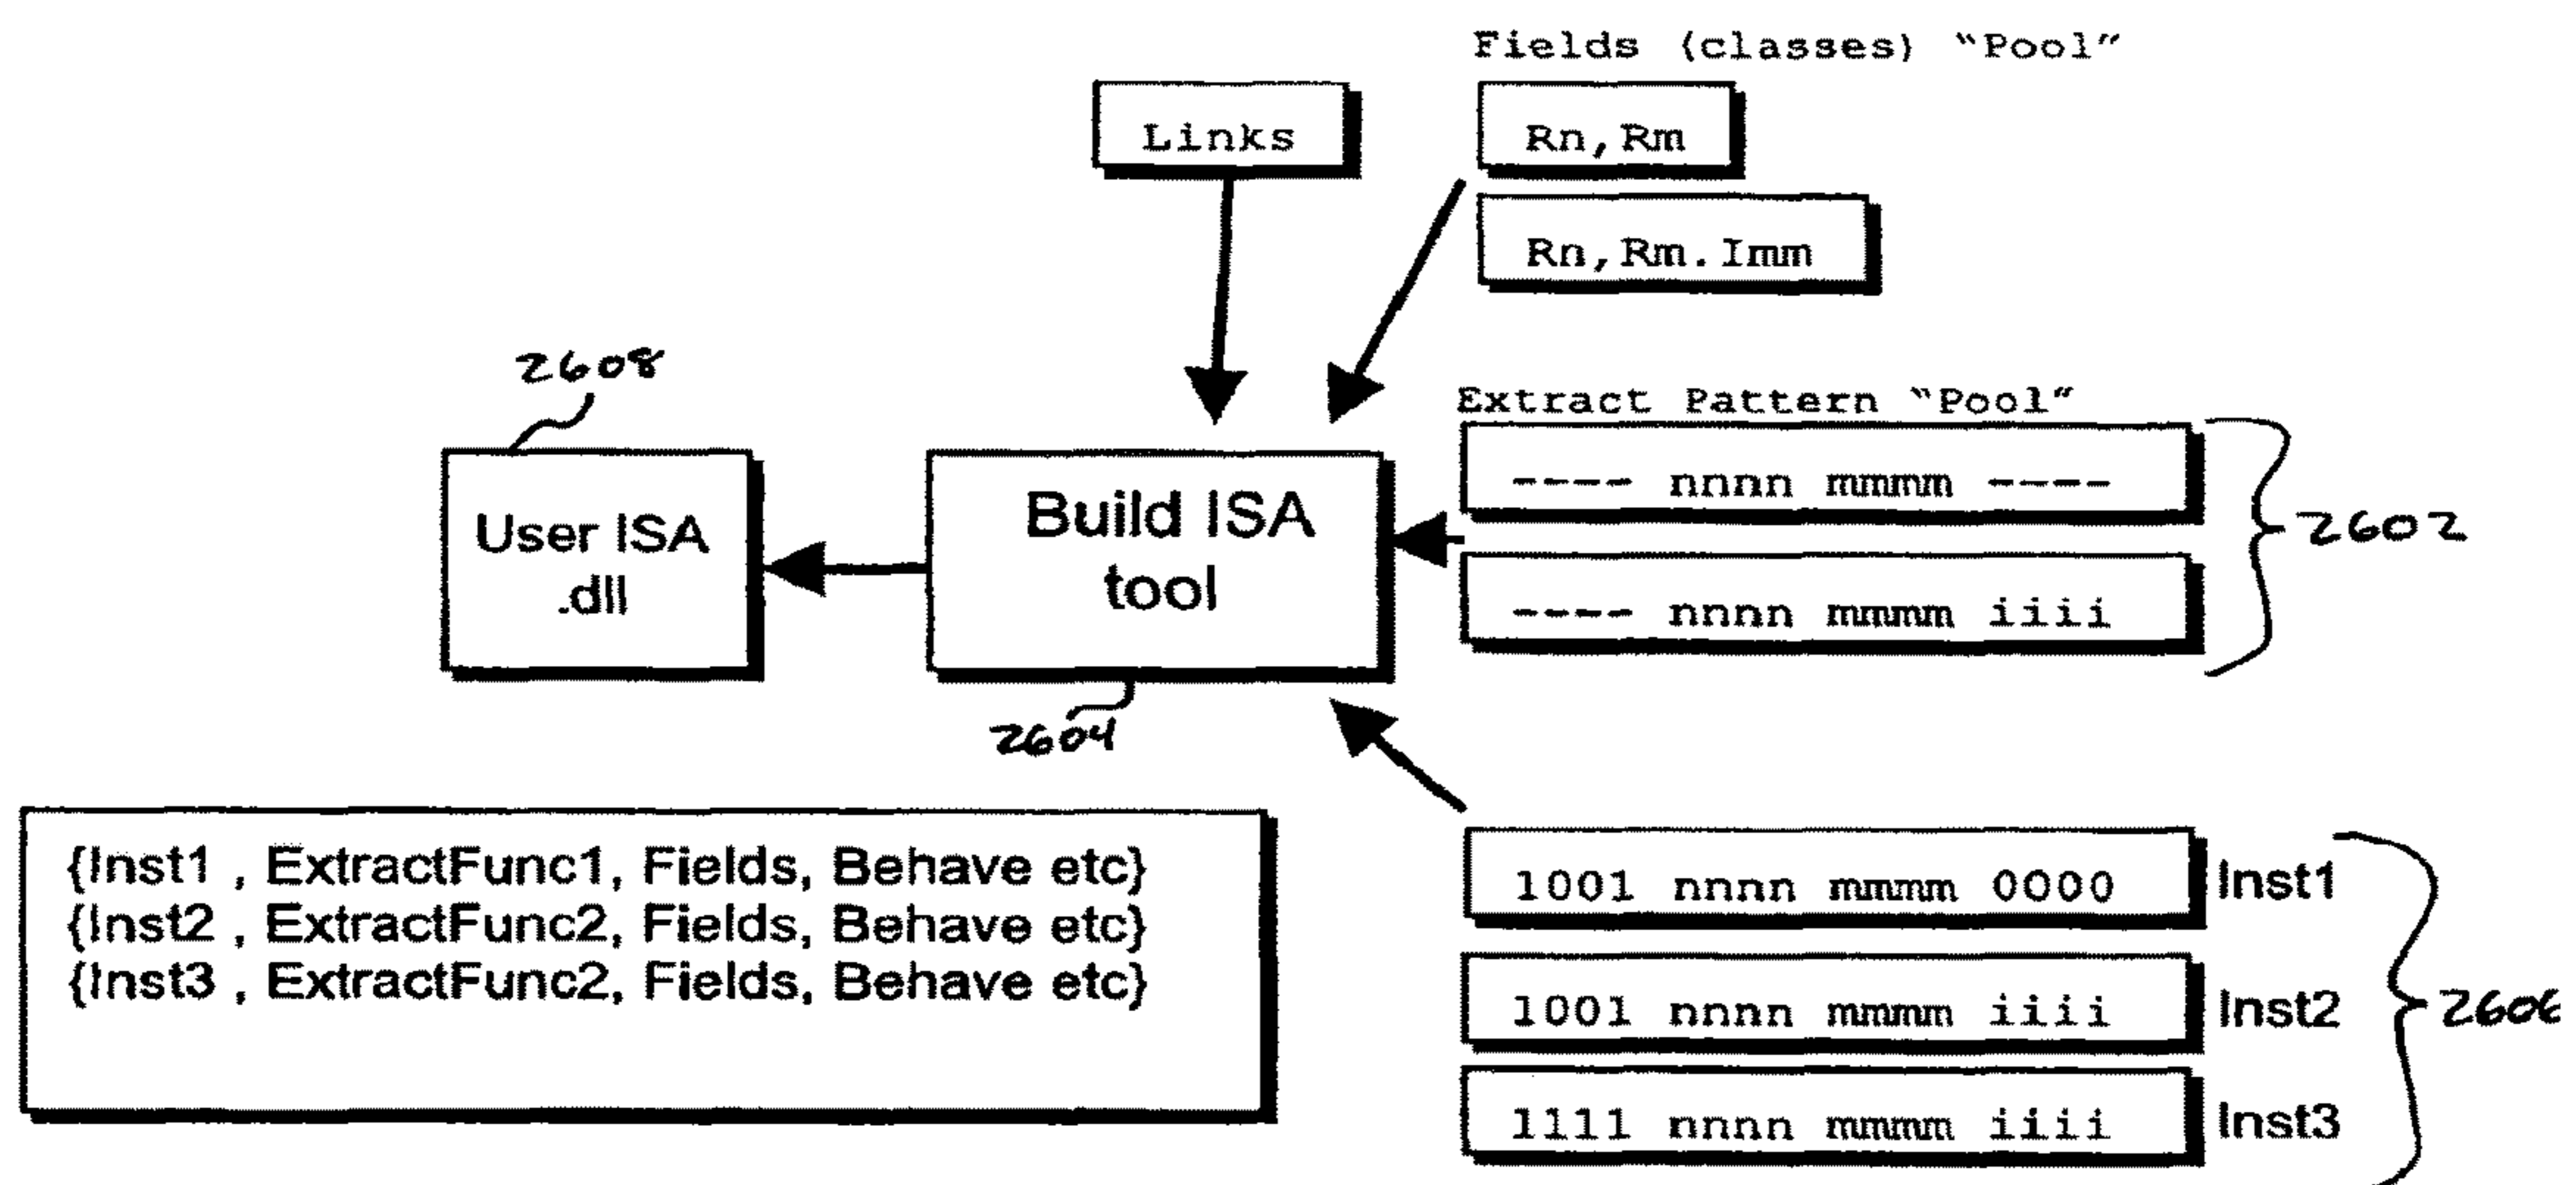 Fields (classes) "Pool"
Links
Rn,Rm
Rn,Rm.Imm
2608
Extract Pattern "Pool"
---- nnnn mmmm ----
---- nnnn mmmm iiii
2602
User ISA
.dll
Build ISA
tool
2604
{Inst1 , ExtractFunc1, Fields, Behave etc}
{Inst2 , ExtractFunc2, Fields, Behave etc}
{Inst3 , ExtractFunc2, Fields, Behave etc}
1001 nnnn mmmm 0000 Inst1
1001 nnnn mmmm iiii Inst2
1111 nnnn mmmm iiii Inst3
2606